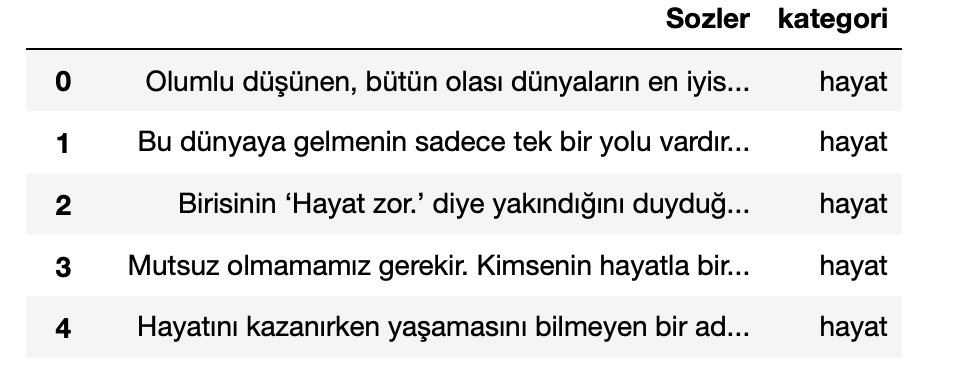 Sozler kategori
0 Olumlu düşünen, bütün olası dünyaların en iyis... hayat
1 Bu dünyaya gelmenin sadece tek bir yolu vardır... hayat
2 Birisinin ‘Hayat zor.’ diye yakındığını duyduğ... hayat
3 Mutsuz olmamamız gerekir. Kimsenin hayatla bir... hayat
4 Hayatını kazanırken yaşamasını bilmeyen bir ad... hayat